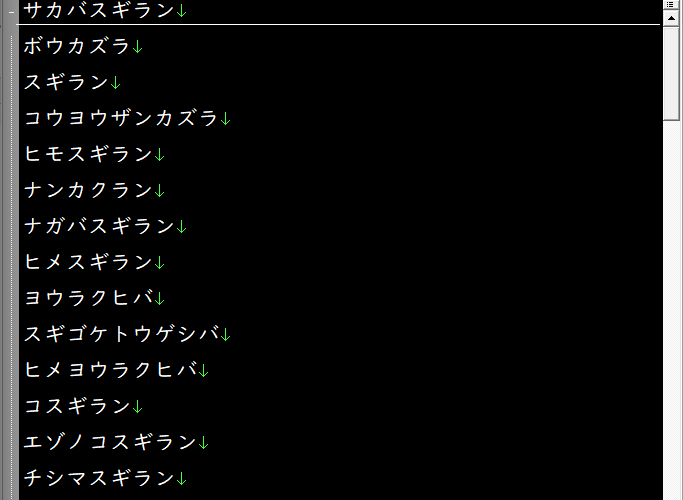 サカバスギラン↓
ボウカズラ↓
スギラン↓
コウヨウザンカズラ↓
ヒモスギラン↓
ナンカクラン↓
ナガバスギラン↓
ヒメスギラン↓
ヨウラクヒバ↓
スギゴケトウゲシバ↓
ヒメヨウラクヒバ↓
コスギラン↓
エゾノコスギラン↓
チシマスギラン↓